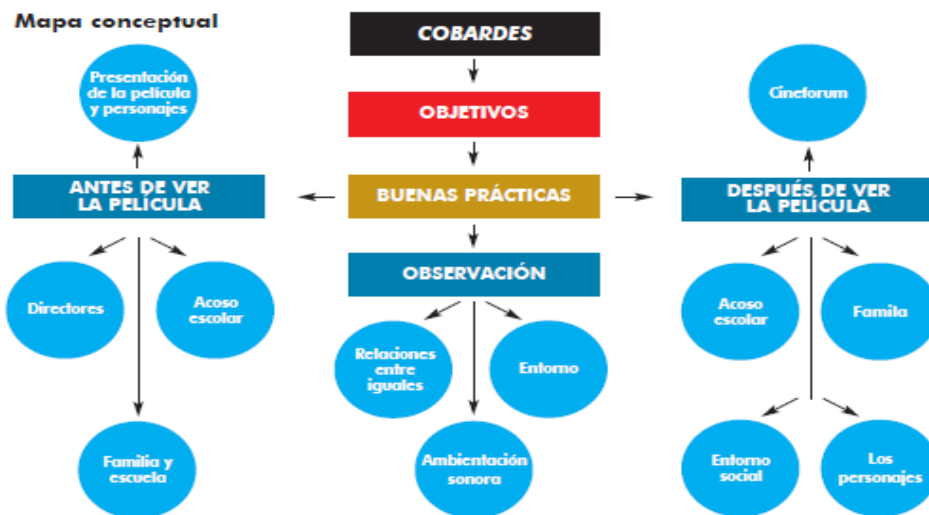 Mapa conceptual
COBARDES
OBJETIVOS
BUENAS PRÁCTICAS
OBSERVACIÓN
Relaciones
entre
iguales
Entorno
Ambientación
sonora
Presentación
de la película
y personajes
ANTES DE VER
LA PELÍCULA
Directores
Acoso
escolar
Familia y
escuela
Cineforum
DESPUÉS DE VER
LA PELÍCULA
Acoso
escolar
Famila
Entorno
social
Los
personajes